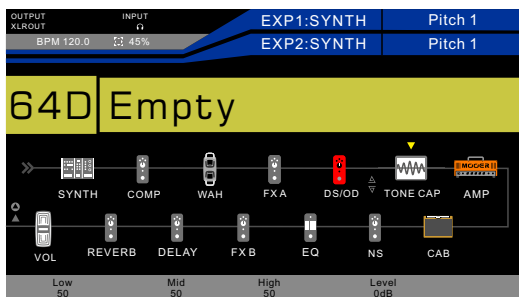 OUTPUT INPUT EXP1:SYNTH Pitch 1
XLROUT
BPM 120.0 45% EXP2:SYNTH Pitch 1
64D Empty
MOOER
SYNTH COMP WAH FX A DS/OD TONE CAP AMP
VOL REVERB DELAY FX B EQ NS CAB
Low Mid High Level
50 50 50 0dB